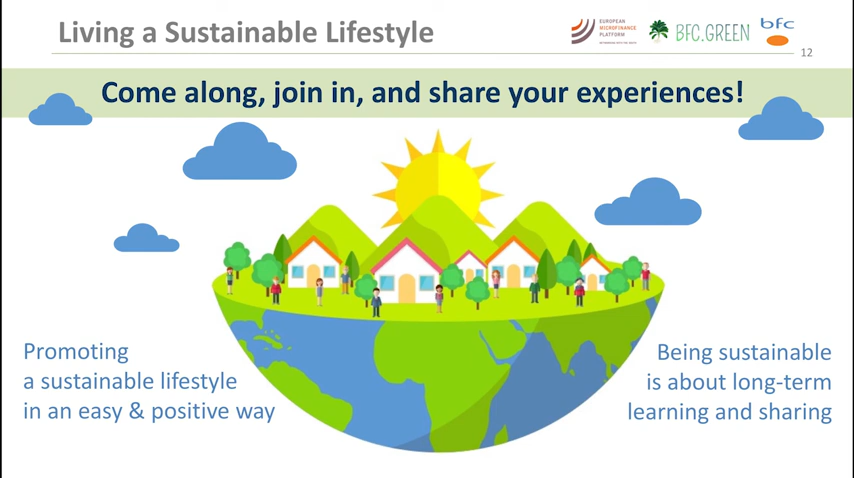 Living a Sustainable Lifestyle
EUROPEAN
MICROFINANCE
PLATFORM
BFC.GREEN
bfc
12
Come along, join in, and share your experiences!
Promoting
a sustainable lifestyle
in an easy & positive way
Being sustainable
is about long-term
learning and sharing